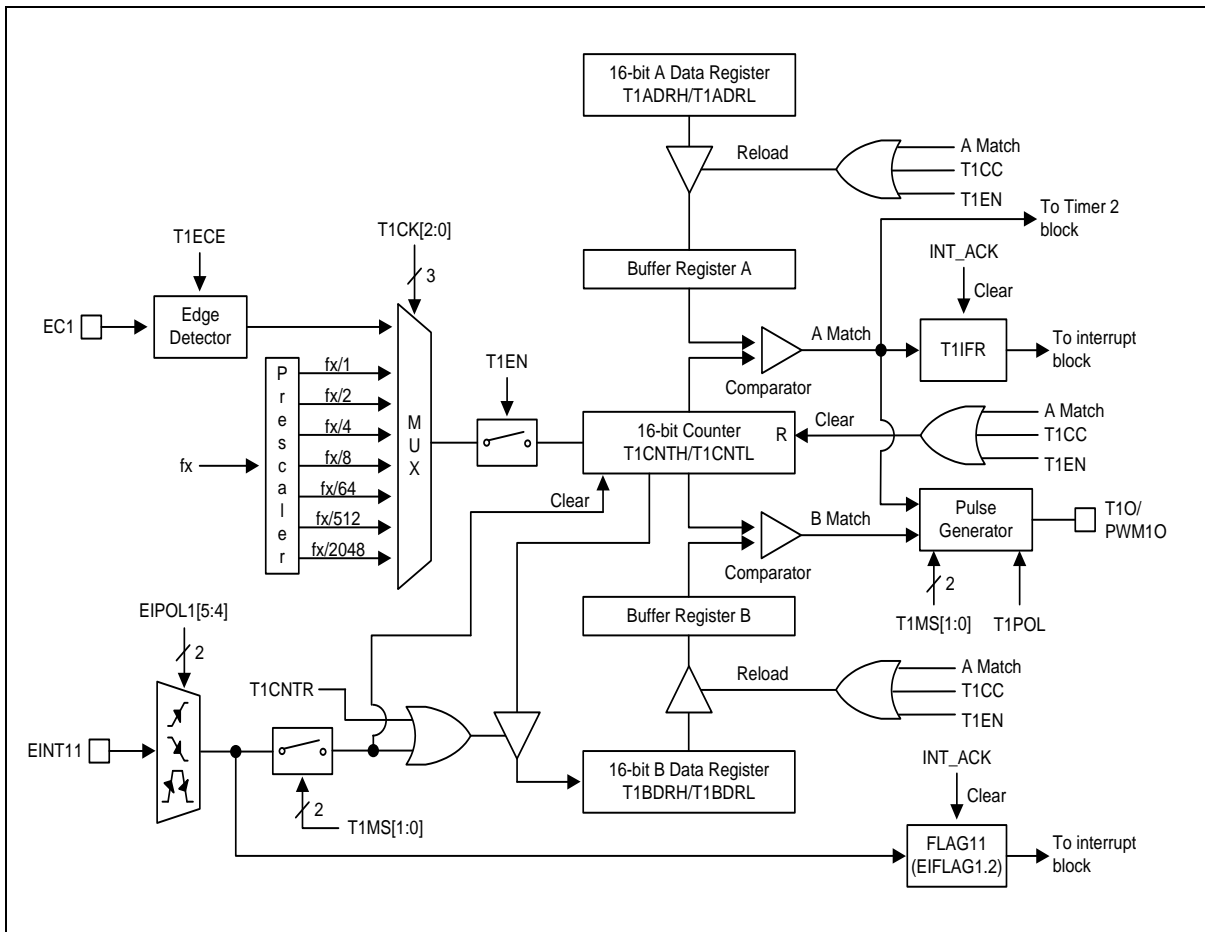 16-bit A Data Register
T1ADRH/T1ADRL
Reload
A Match
T1CC
T1EN
To Timer 2
block
T1CK[2:0]
T1ECE
3
Buffer Register A
INT_ACK
Clear
EC1
Edge
Detector
A Match
T1IFR
To interrupt
block
Comparator
Prescaler
fx/1
fx/2
fx/4
fx/8
fx/64
fx/512
fx/2048
fx
MUX
T1EN
16-bit Counter
T1CNTH/T1CNTL
R
Clear
A Match
T1CC
T1EN
Clear
B Match
Pulse
Generator
T1O/
PWM1O
Comparator
2
T1MS[1:0]
T1POL
EIPOL1[5:4]
2
Buffer Register B
Reload
A Match
T1CC
T1EN
T1CNTR
EINT11
2
T1MS[1:0]
16-bit B Data Register
T1BDRH/T1BDRL
INT_ACK
Clear
FLAG11
(EIFLAG1.2)
To interrupt
block